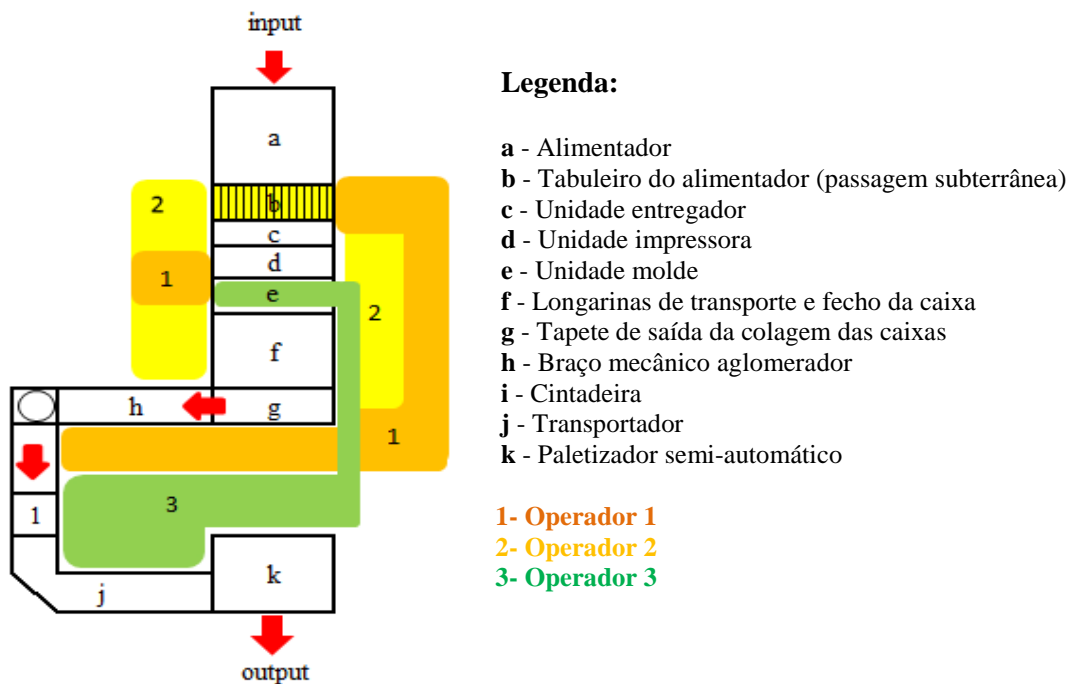 input
a
b
c
d
e
f
g
h
1
j
k
output
2
1
2
1
3
Legenda:
a - Alimentador
b - Tabuleiro do alimentador (passagem subterrânea)
c - Unidade entregador
d - Unidade impressora
e - Unidade molde
f - Longarinas de transporte e fecho da caixa
g - Tapete de saída da colagem das caixas
h - Braço mecânico aglomerador
i - Cintadeira
j - Transportador
k - Paletizador semi-automático
1- Operador 1
2- Operador 2
3- Operador 3